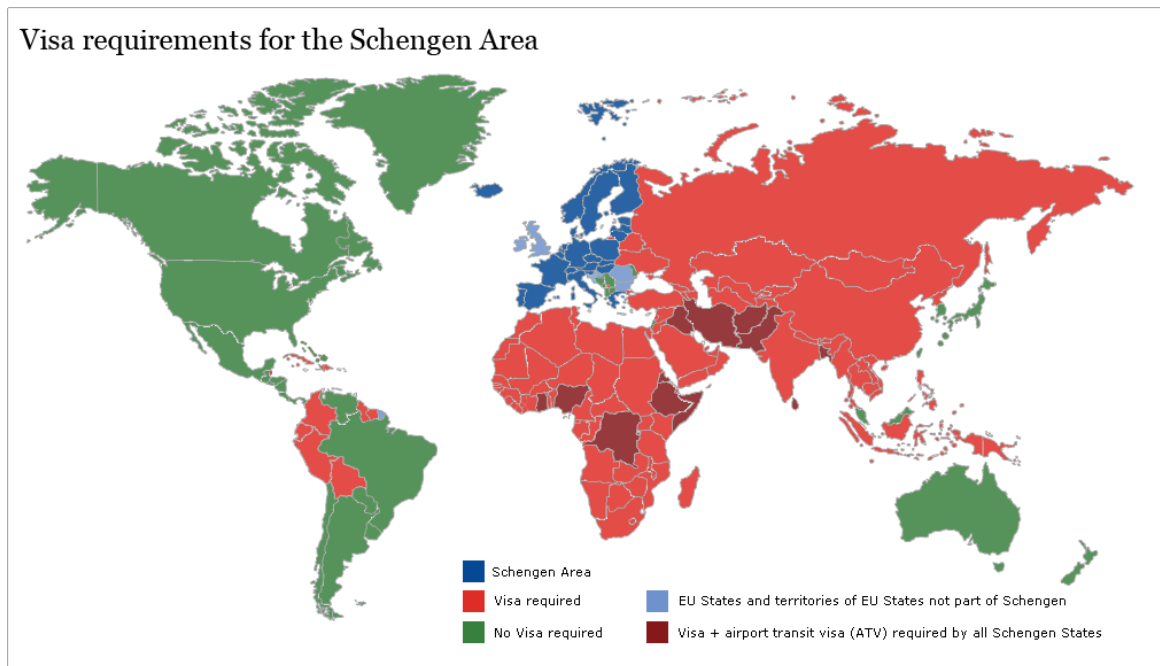 Visa requirements for the Schengen Area
Schengen Area
Visa required
EU States and territories of EU States not part of Schengen
No Visa required
Visa + airport transit visa (ATV) required by all Schengen States